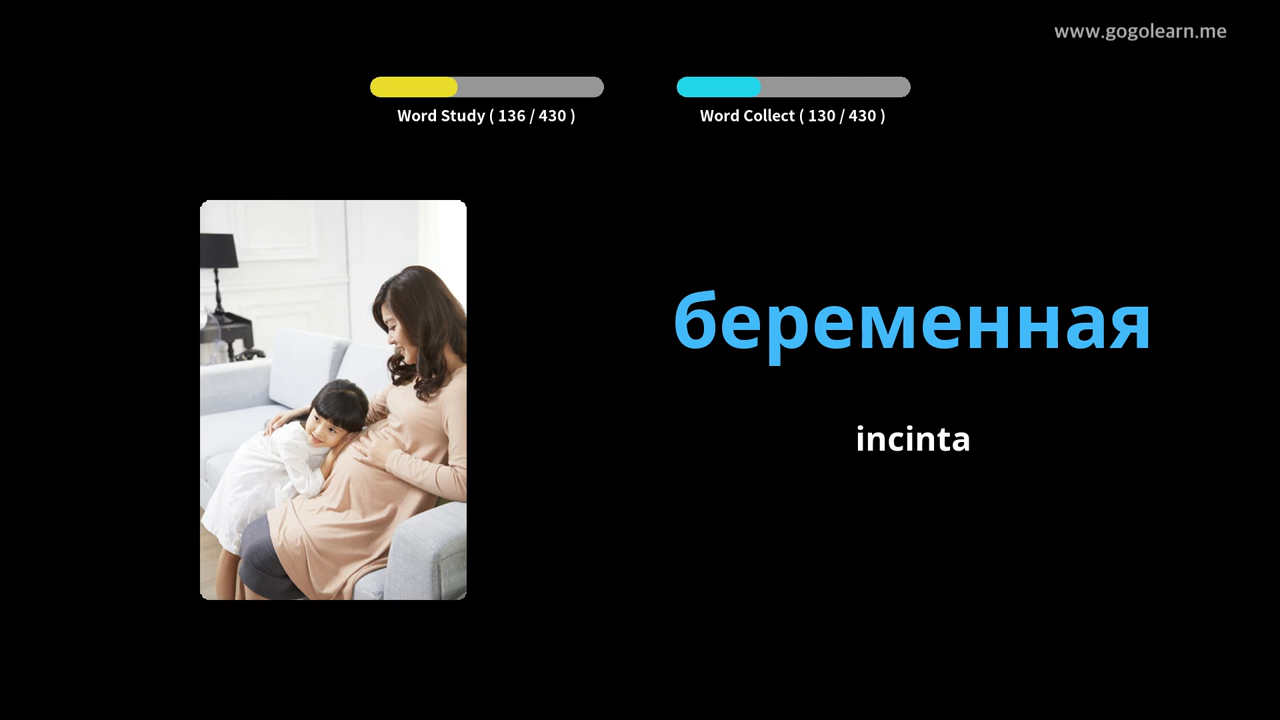 www.gogolearn.me
Word Study ( 136 / 430 )
Word Collect ( 130 / 430 )
беременная
incinta